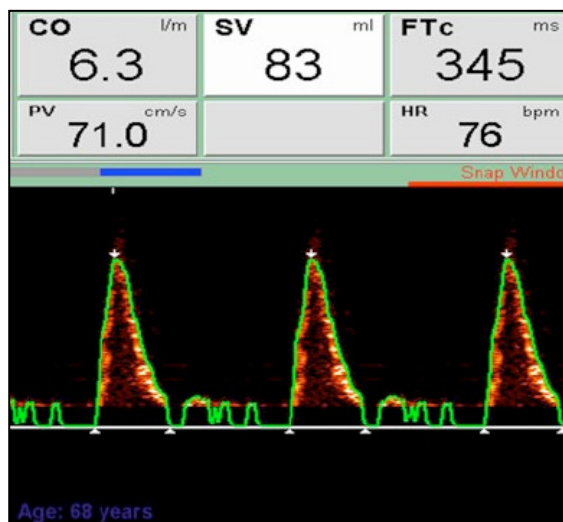 CO l/m SV ml FTc ms
6.3 83 345
PV cm/s HR bpm
71.0 76
Snap Windo
Age: 68 years